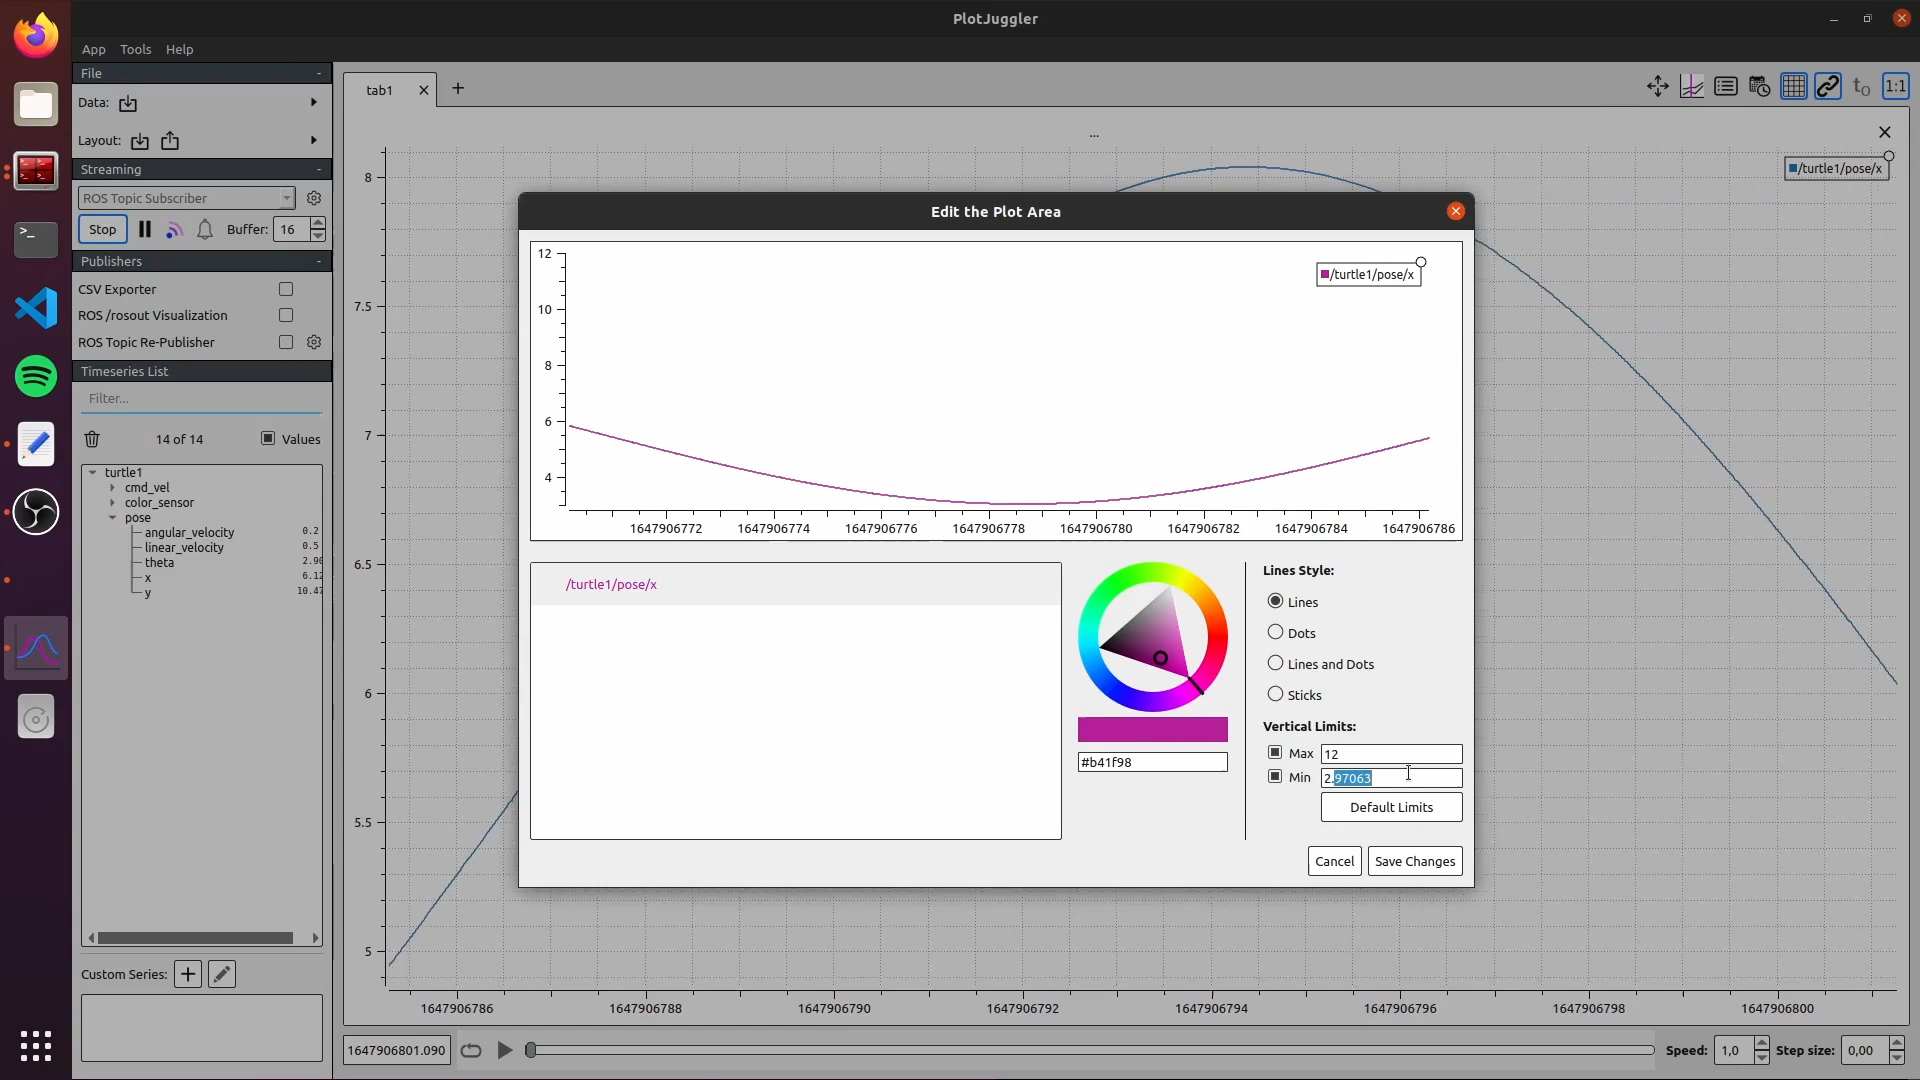 PlotJuggler
App Tools Help
File -
Data:
Layout:
Streaming -
ROS Topic Subscriber
Stop Buffer: 16
Publishers -
CSV Exporter
ROS /rosout Visualization
ROS Topic Re-Publisher
Timeseries List
Filter...
14 of 14 Values
turtle1
cmd_vel
color_sensor
pose
angular_velocity 0.2
linear_velocity 0.5
theta 2.90
x 6.12
y 10.47
Custom Series:
tab1
t0 1:1
...
/turtle1/pose/x
8
7.5
7
6.5
6
5.5
5
1647906786 1647906788 1647906790 1647906792 1647906794 1647906796 1647906798 1647906800
1647906801.090 Speed: 1,0 Step size: 0,00
Edit the Plot Area
/turtle1/pose/x
12
10
8
6
4
1647906772 1647906774 1647906776 1647906778 1647906780 1647906782 1647906784 1647906786
/turtle1/pose/x
#b41f98
Lines Style:
Lines
Dots
Lines and Dots
Sticks
Vertical Limits:
Max 12
Min 2.97063
Default Limits
Cancel Save Changes